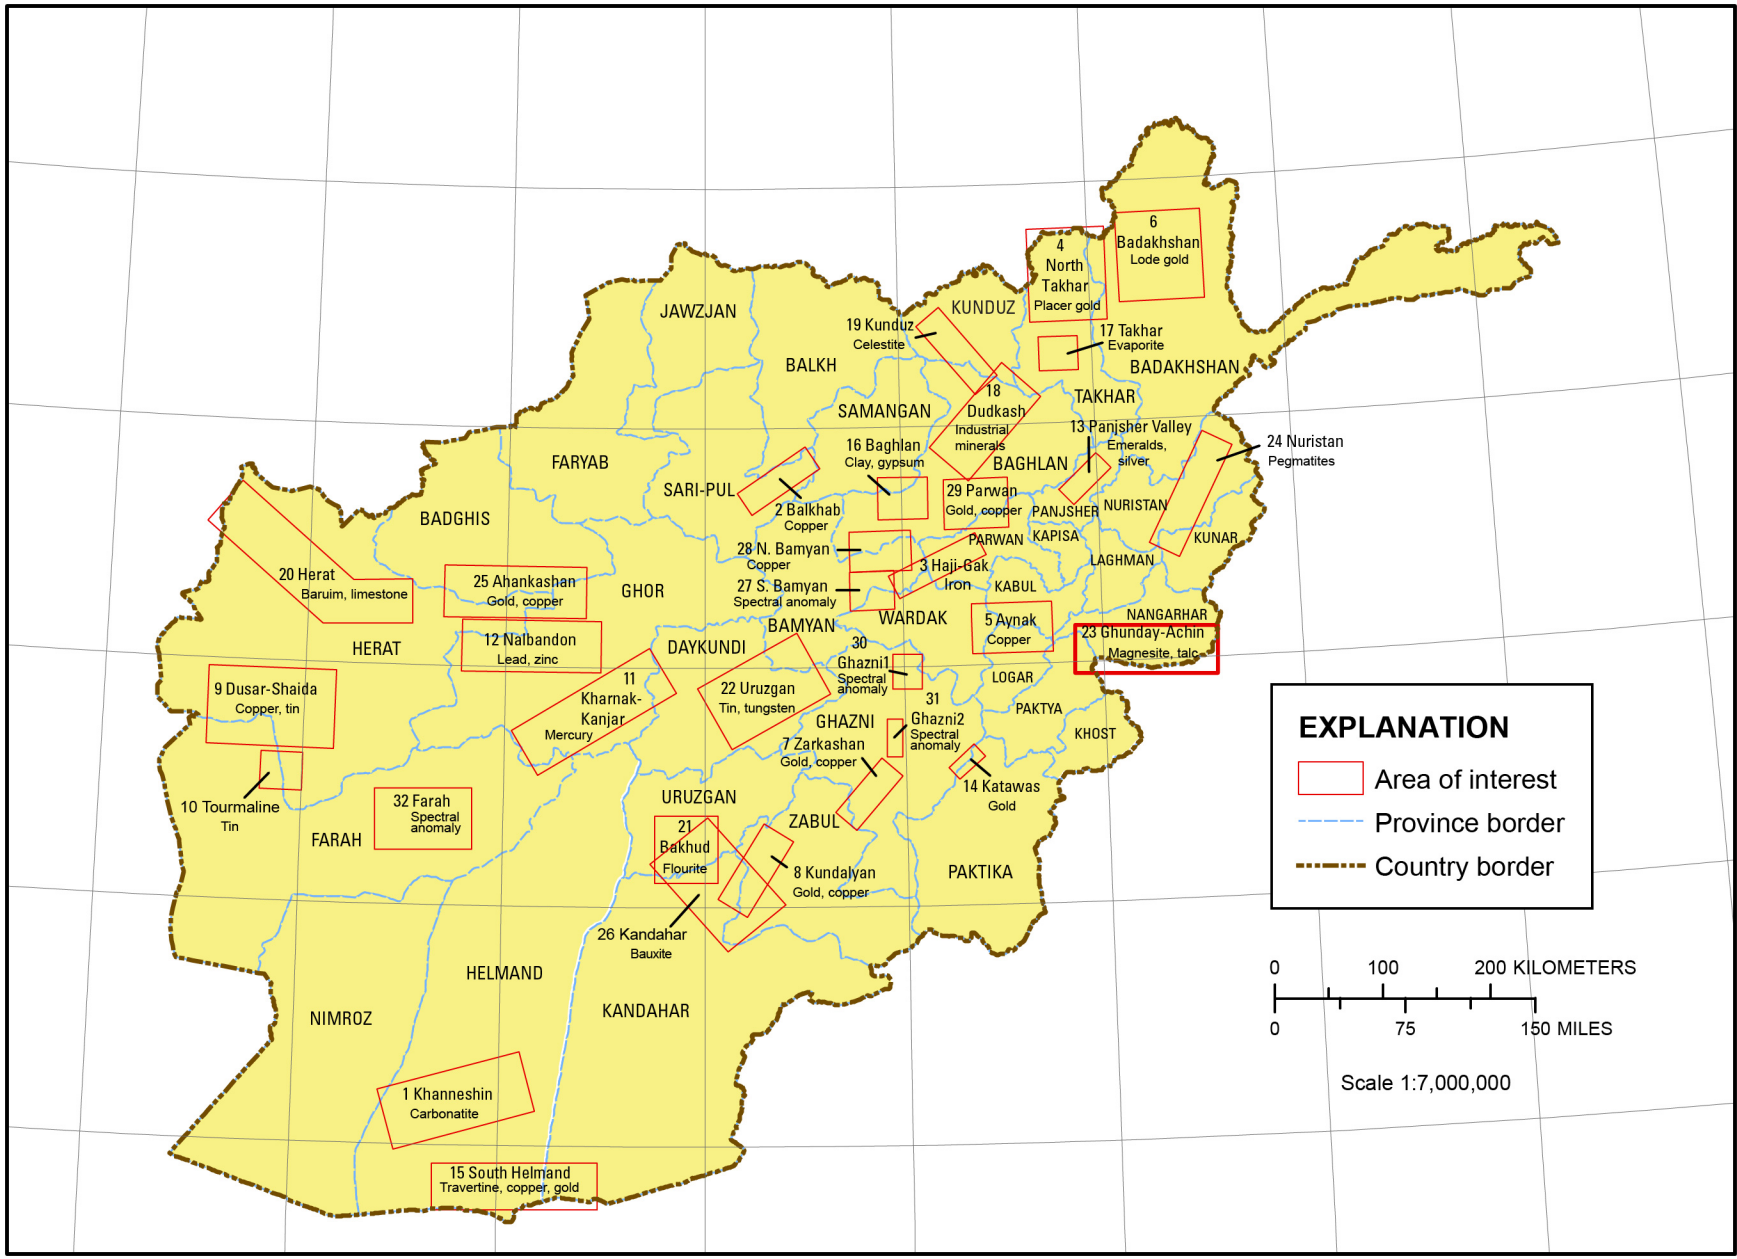 6
Badakhshan
Lode gold
4
North
Takhar
Placer gold
JAWZJAN
KUNDUZ
19 Kunduz
Celestite
17 Takhar
Evaporite
BALKH
BADAKHSHAN
18
Dudkash
Industrial
minerals
TAKHAR
SAMANGAN
13 Panjsher Valley
Emeralds,
silver
24 Nuristan
Pegmatites
16 Baghlan
Clay, gypsum
FARYAB
BAGHLAN
SARI-PUL
29 Parwan
Gold, copper
2 Balkhab
Copper
BADGHIS
PANJSHER
NURISTAN
28 N. Bamyan
Copper
PARWAN
KAPISA
KUNAR
LAGHMAN
3 Haji-Gak
Iron
20 Herat
Baruim, limestone
25 Ahankashan
Gold, copper
GHOR
27 S. Bamyan
Spectral anomaly
KABUL
WARDAK
NANGARHAR
BAMYAN
5 Aynak
Copper
23 Ghunday-Achin
Magnesite, talc
HERAT
12 Nalbandon
Lead, zinc
DAYKUNDI
30
Ghazni1
Spectral
anomaly
LOGAR
9 Dusar-Shaida
Copper, tin
11
Kharnak-
Kanjar
Mercury
22 Uruzgan
Tin, tungsten
31
Ghazni2
Spectral
anomaly
PAKTYA
GHAZNI
KHOST
7 Zarkashan
Gold, copper
14 Katawas
Gold
10 Tourmaline
Tin
32 Farah
Spectral
anomaly
URUZGAN
ZABUL
FARAH
21
Bakhud
Flourite
8 Kundalyan
Gold, copper
PAKTIKA
26 Kandahar
Bauxite
HELMAND
NIMROZ
KANDAHAR
1 Khanneshin
Carbonatite
15 South Helmand
Travertine, copper, gold
EXPLANATION
Area of interest
Province border
Country border
0 100 200 KILOMETERS
0 75 150 MILES
Scale 1:7,000,000